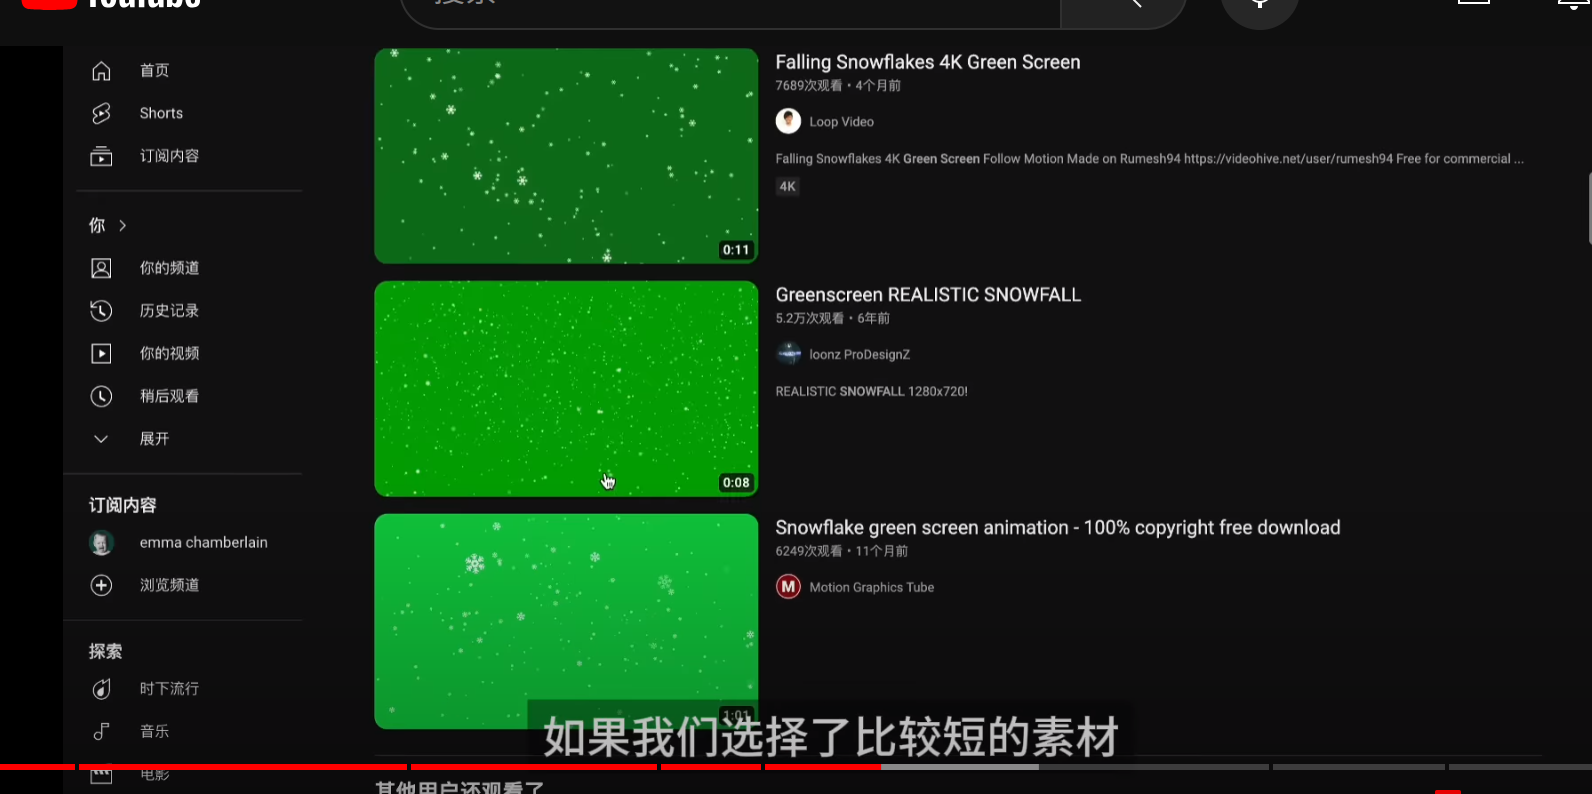 YouTube
搜索
首页
Shorts
订阅内容
你
你的频道
历史记录
你的视频
稍后观看
展开
订阅内容
emma chamberlain
浏览频道
探索
时下流行
音乐
电影
0:11
Falling Snowflakes 4K Green Screen
7689次观看・4个月前
Loop Video
Falling Snowflakes 4K Green Screen Follow Motion Made on Rumesh94 https://videohive.net/user/rumesh94 Free for commercial ...
4K
0:08
Greenscreen REALISTIC SNOWFALL
5.2万次观看・6年前
loonz ProDesignZ
REALISTIC SNOWFALL 1280x720!
1:01
Snowflake green screen animation - 100% copyright free download
6249次观看・11个月前
M
Motion Graphics Tube
如果我们选择了比较短的素材
其他用户还观看了